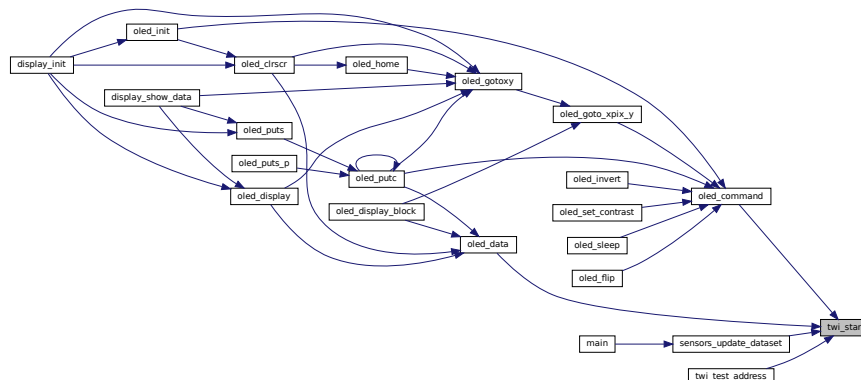 oled_init
display_init
oled_clrscr
oled_home
oled_gotoxy
display_show_data
oled_goto_xpix_y
oled_puts
oled_puts_p
oled_putc
oled_invert
oled_display
oled_command
oled_display_block
oled_set_contrast
oled_data
oled_sleep
oled_flip
twi_star
main
sensors_update_dataset
twi_test_address